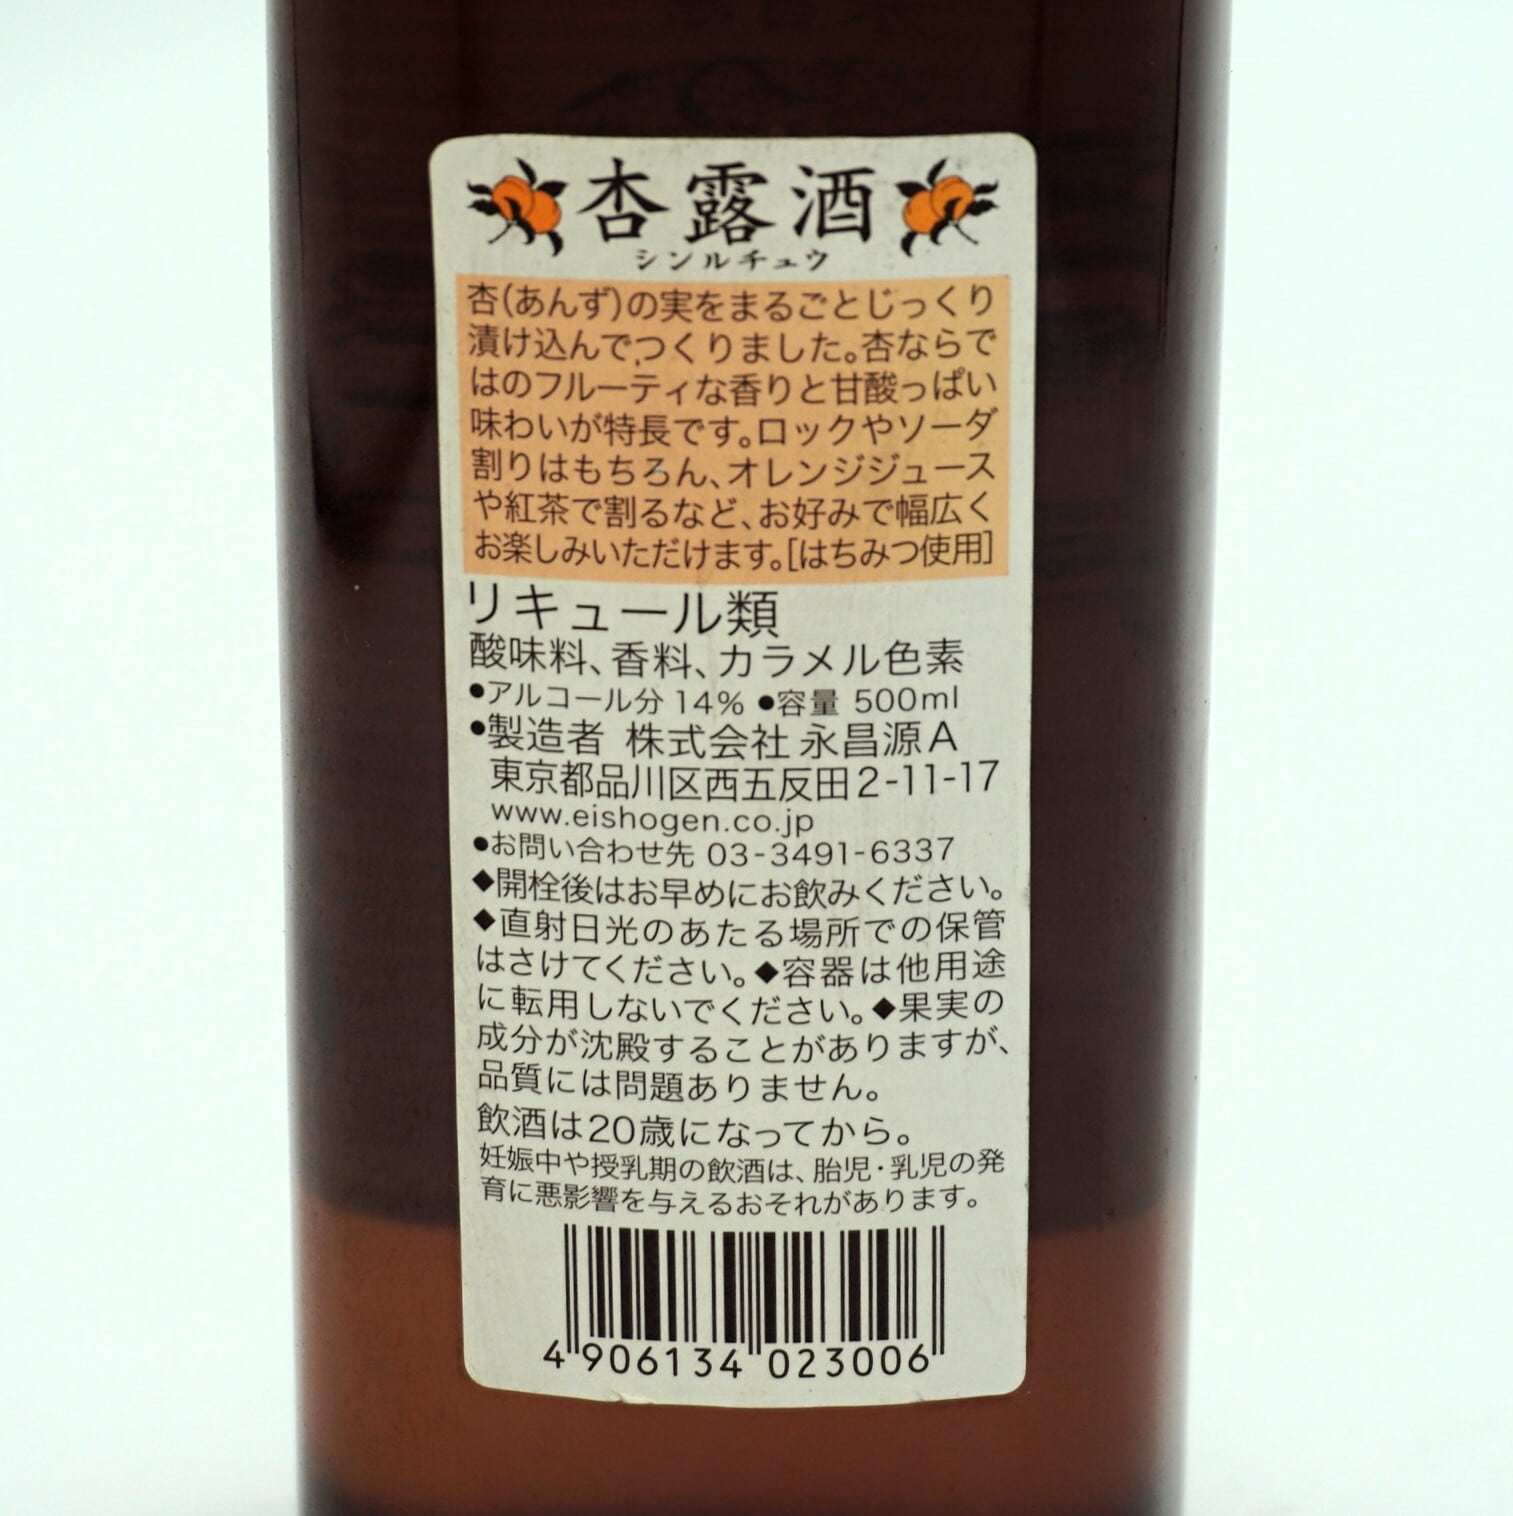 杏露酒
シンルチュウ
杏(あんず)の実をまるごとじっくり
漬け込んでつくりました。杏ならで
はのフルーティな香りと甘酸っぱい
味わいが特長です。ロックやソーダ
割りはもちろん、オレンジジュース
や紅茶で割るなど、お好みで幅広く
お楽しみいただけます。[はちみつ使用]
リキュール類
酸味料、香料、カラメル色素
●アルコール分14% ●容量 500ml
●製造者 株式会社 永昌源A
東京都品川区西五反田2-11-17
www.eishogen.co.jp
●お問い合わせ先 03-3491-6337
◆開栓後はお早めにお飲みください。
◆直射日光のあたる場所での保管
はさけてください。◆容器は他用途
に転用しないでください。◆果実の
成分が沈殿することがありますが、
品質には問題ありません。
飲酒は20歳になってから。
妊娠中や授乳期の飲酒は、胎児・乳児の発
育に悪影響を与えるおそれがあります。
4 906134 023006